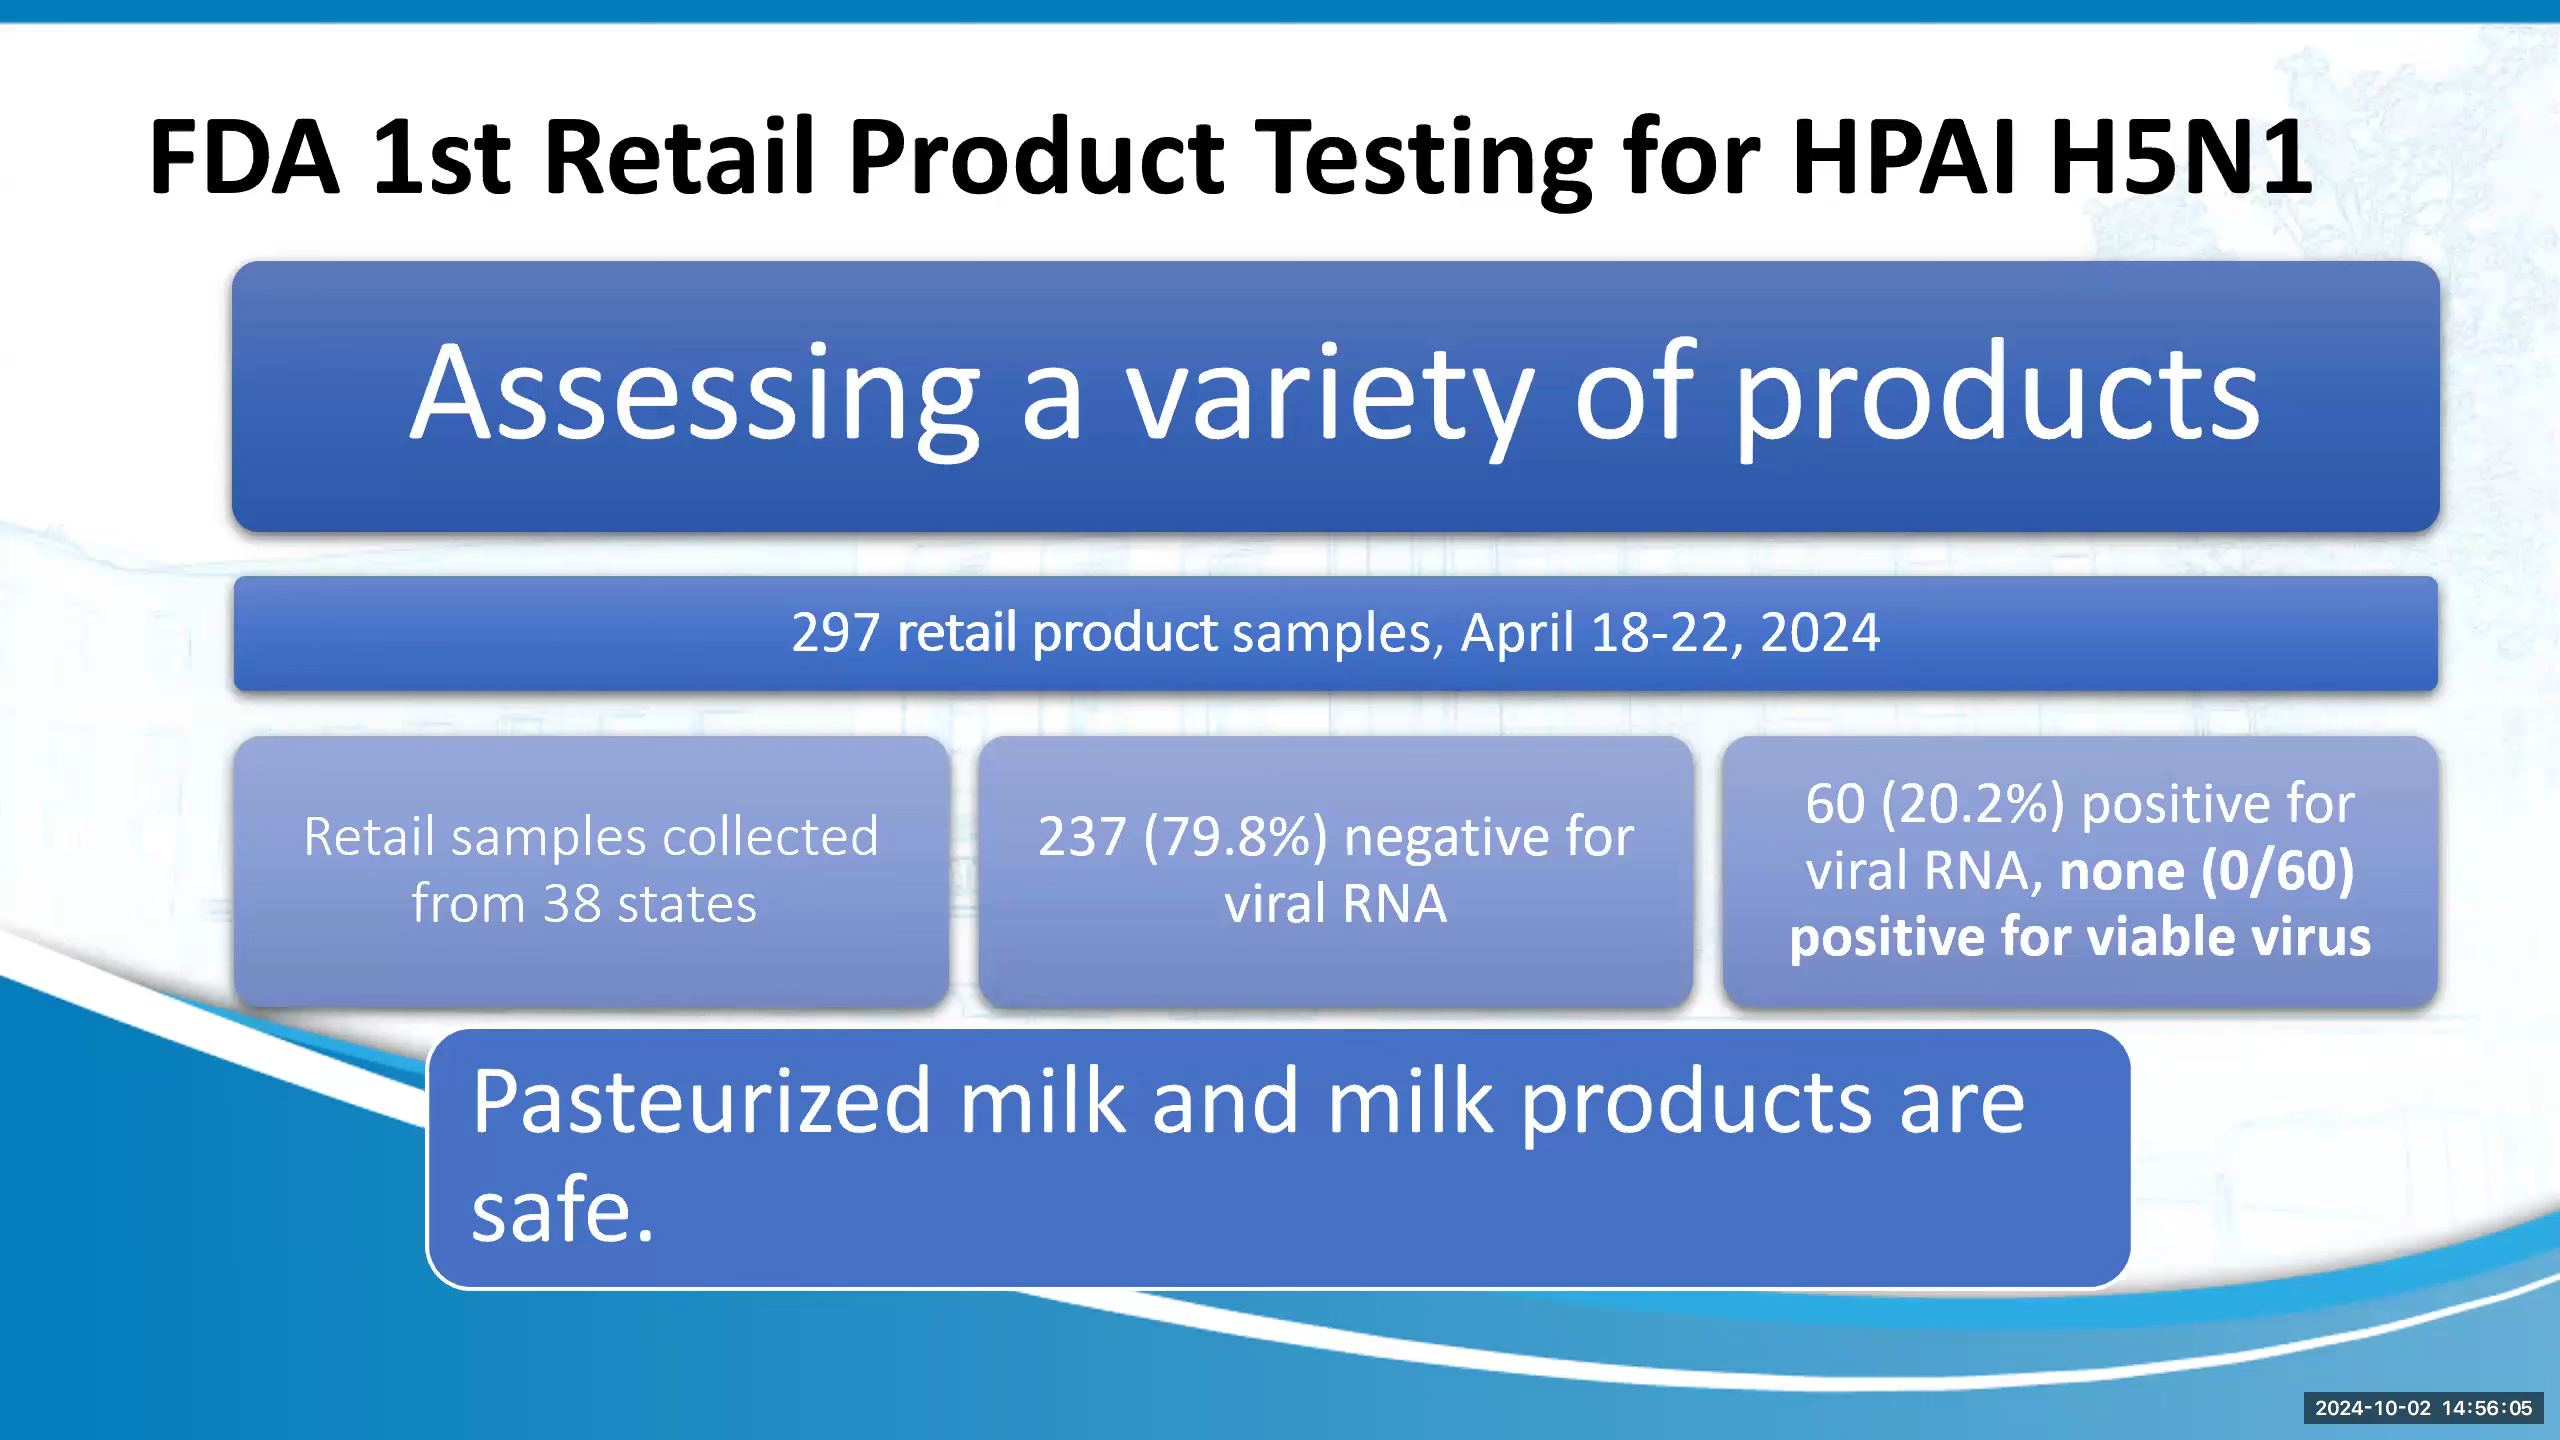 FDA 1st Retail Product Testing for HPAI H5N1
Assessing a variety of products
297 retail product samples, April 18-22, 2024
Retail samples collected
from 38 states
237 (79.8%) negative for
viral RNA
60 (20.2%) positive for
viral RNA, none (0/60)
positive for viable virus
Pasteurized milk and milk products are
safe.
2024-10-02 14:56:05